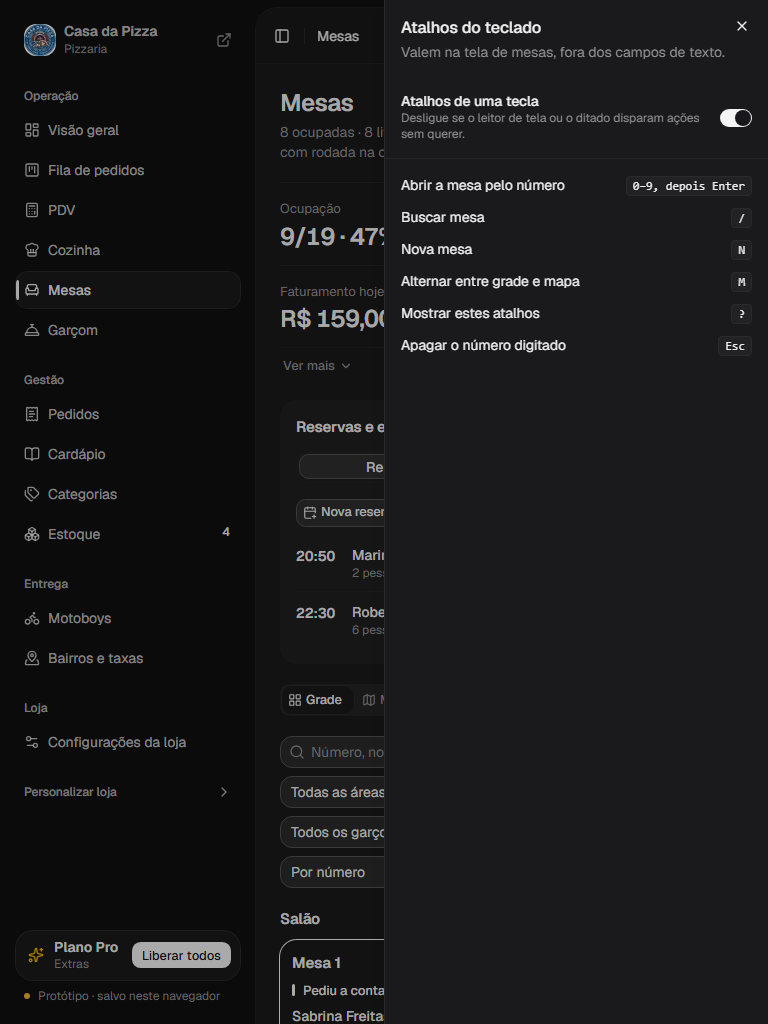 Casa da Pizza
Pizzaria
Operação
Visão geral
Fila de pedidos
PDV
Cozinha
Mesas
Garçom
Gestão
Pedidos
Cardápio
Categorias
Estoque
4
Entrega
Motoboys
Bairros e taxas
Loja
Configurações da loja
Personalizar loja
Plano Pro
Extras
Liberar todos
Protótipo · salvo neste navegador
Mesas
Mesas
8 ocupadas · 8 li
com rodada na c
Ocupação
9/19 · 47%
Faturamento hoje
R$ 159,00
Ver mais
Reservas e e
Re
Nova reser
20:50
Marin
2 pess
22:30
Robe
6 pess
Grade
Número, no
Todas as áreas
Todos os garço
Por número
Salão
Mesa 1
Pediu a conta
Sabrina Freita
Atalhos do teclado
Valem na tela de mesas, fora dos campos de texto.
Atalhos de uma tecla
Desligue se o leitor de tela ou o ditado disparam ações
sem querer.
Abrir a mesa pelo número
0–9, depois Enter
Buscar mesa
/
Nova mesa
N
Alternar entre grade e mapa
M
Mostrar estes atalhos
?
Apagar o número digitado
Esc